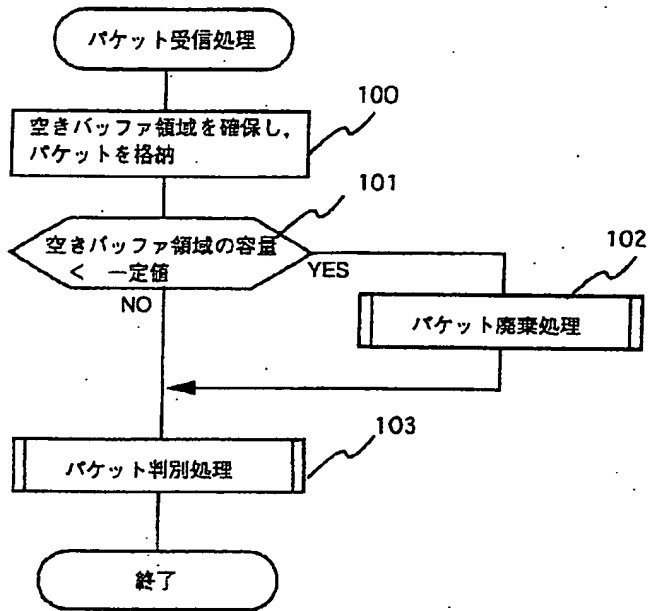 パケット受信処理
100
空きバッファ領域を確保し,
パケットを格納
101
空きバッファ領域の容量
< 一定値
YES
NO
102
パケット廃棄処理
103
パケット判別処理
終了